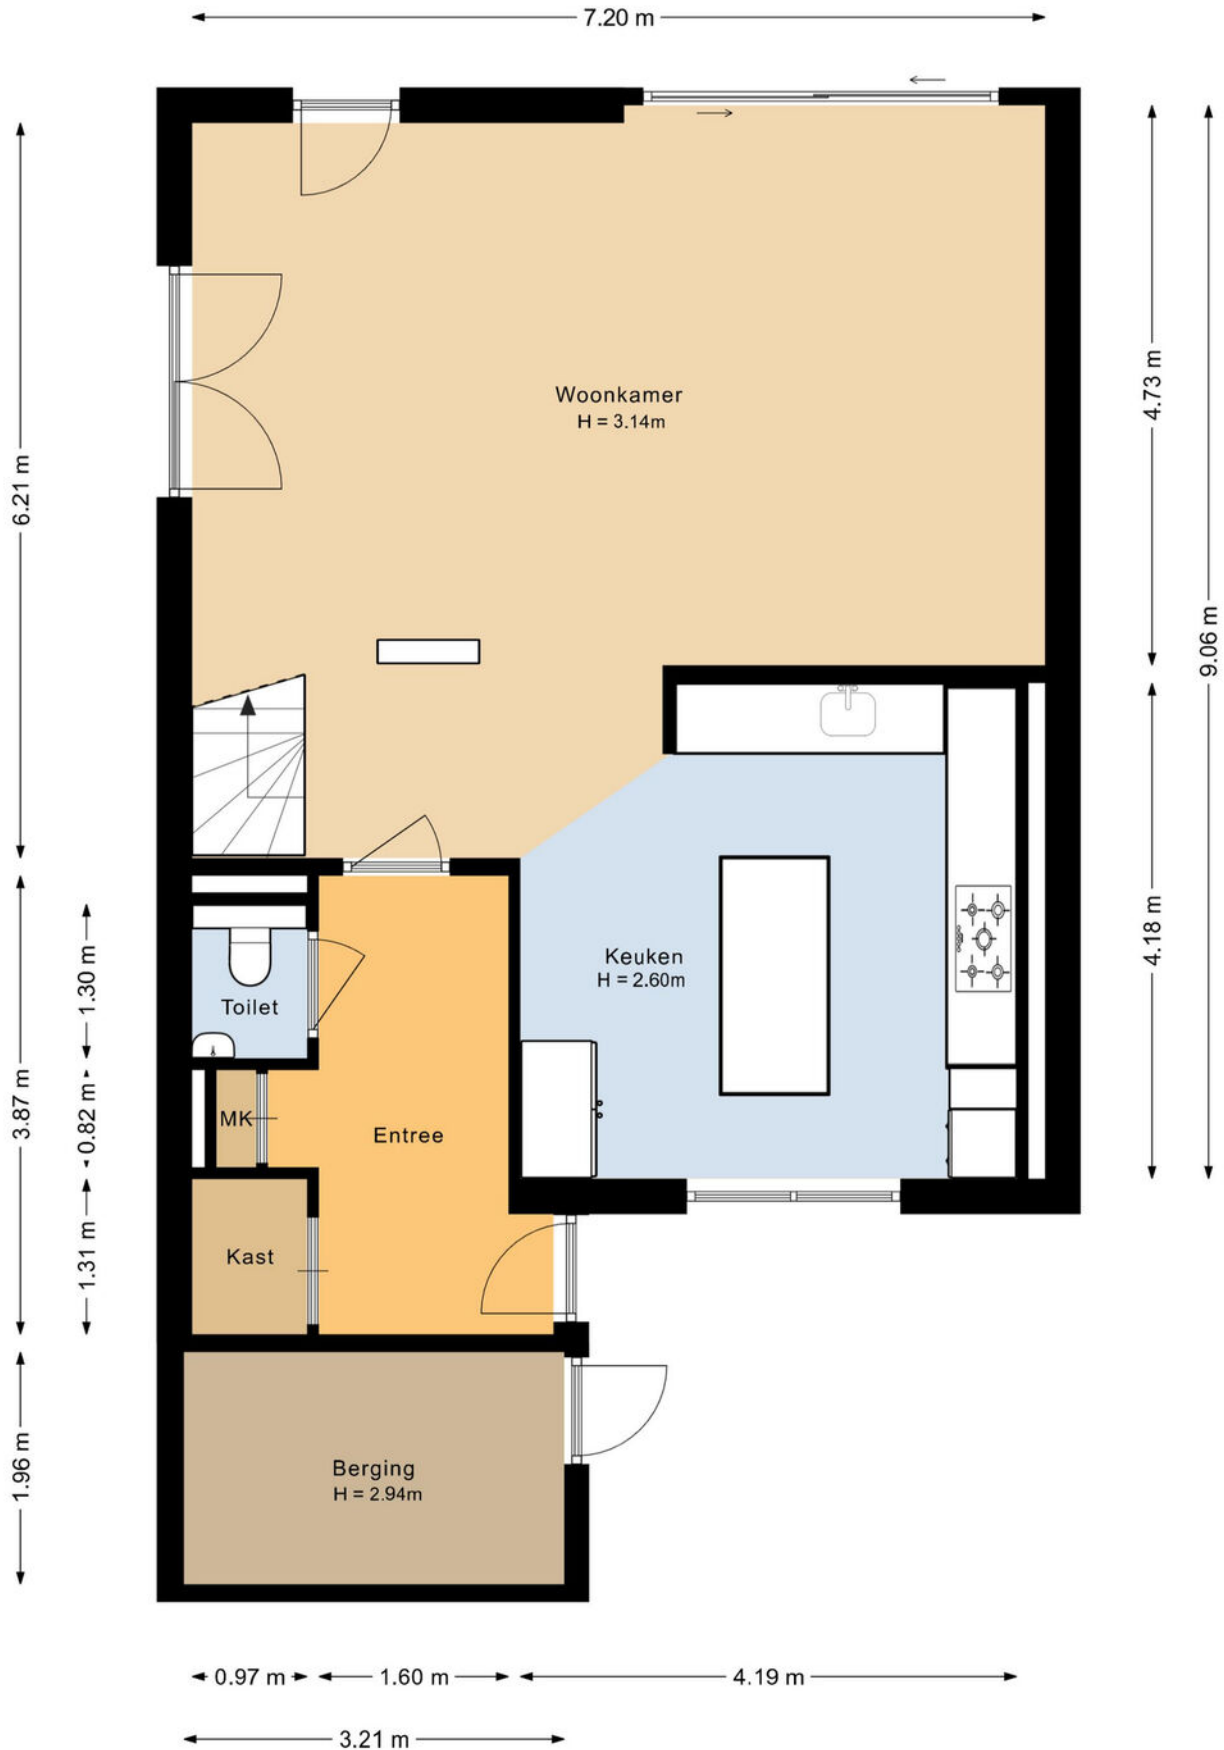 7.20 m
Woonkamer
H = 3.14m
6.21 m
4.73 m
9.06 m
Keuken
H = 2.60m
4.18 m
Toilet
1.30 m
MK
0.82 m
3.87 m
Entree
Kast
1.31 m
Berging
H = 2.94m
1.96 m
0.97 m
1.60 m
4.19 m
3.21 m